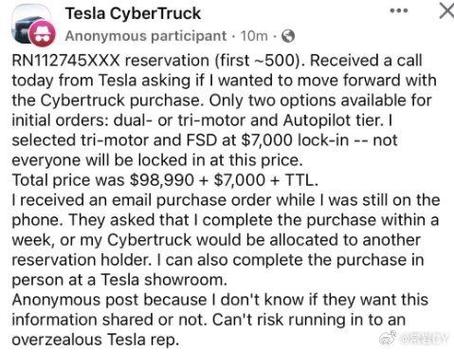 Tesla CyberTruck
Anonymous participant · 10m ·
RN112745XXX reservation (first ~500). Received a call
today from Tesla asking if I wanted to move forward with
the Cybertruck purchase. Only two options available for
initial orders: dual- or tri-motor and Autopilot tier. I
selected tri-motor and FSD at $7,000 lock-in -- not
everyone will be locked in at this price.
Total price was $98,990 + $7,000 + TTL.
I received an email purchase order while I was still on the
phone. They asked that I complete the purchase within a
week, or my Cybertruck would be allocated to another
reservation holder. I can also complete the purchase in
person at a Tesla showroom.
Anonymous post because I don't know if they want this
information shared or not. Can't risk running in to an
overzealous Tesla rep.